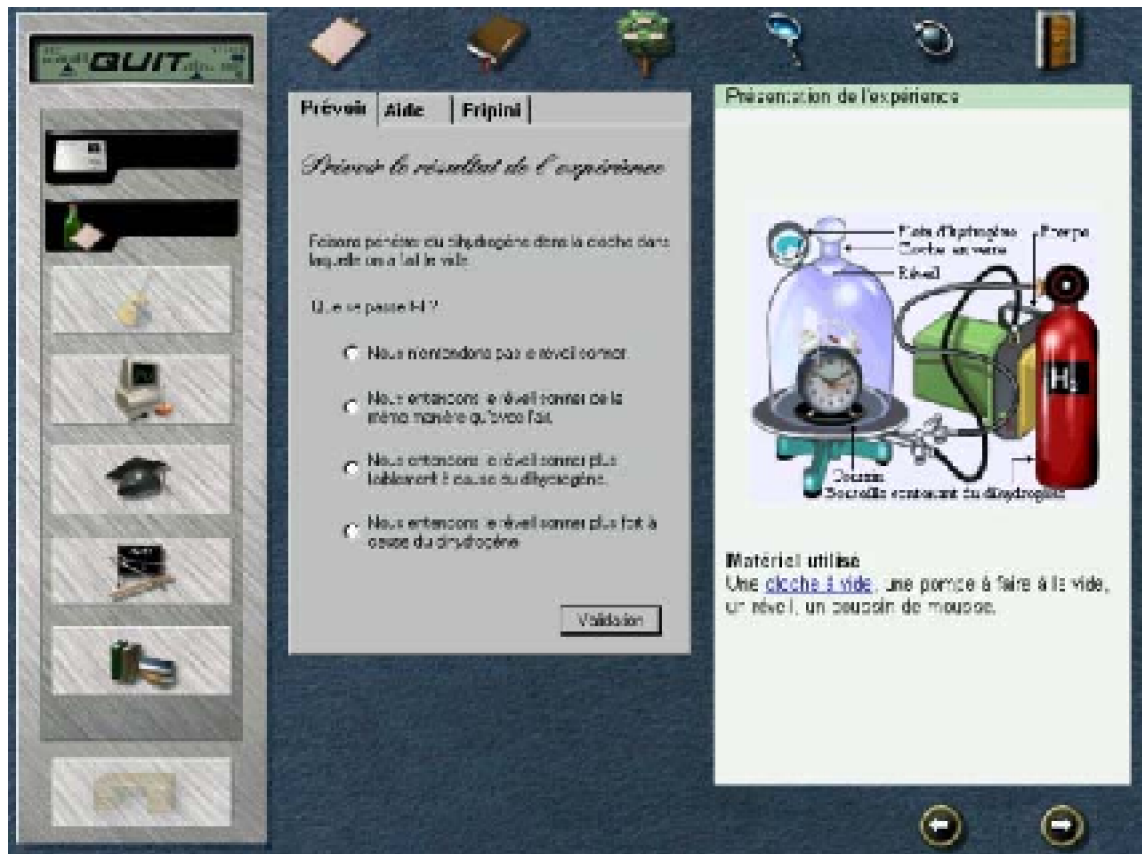 QUIT
Prévoir Aide Fripini
Prévoir le résultat de l'expérience
Faisons pénétrer du dihydrogène dans la cloche dans
laquelle on a fait le vide.
Que se passe t-il ?
Nous n'entendons pas le réveil sonner.
Nous entendons le réveil sonner de la
même manière qu'avec l'air.
Nous entendons le réveil sonner plus
faiblement à cause du dihydrogène.
Nous entendons le réveil sonner plus fort à
cause du dihydrogène.
Validation
Présentation de l'expérience
Cloche en verre
Pompe
Réveil
H₂
Coussin
Bouteille contenant du dihydrogène
Matériel utilisé
Une cloche à vide, une pompe à faire à la vide,
un réveil, un coussin de mousse.